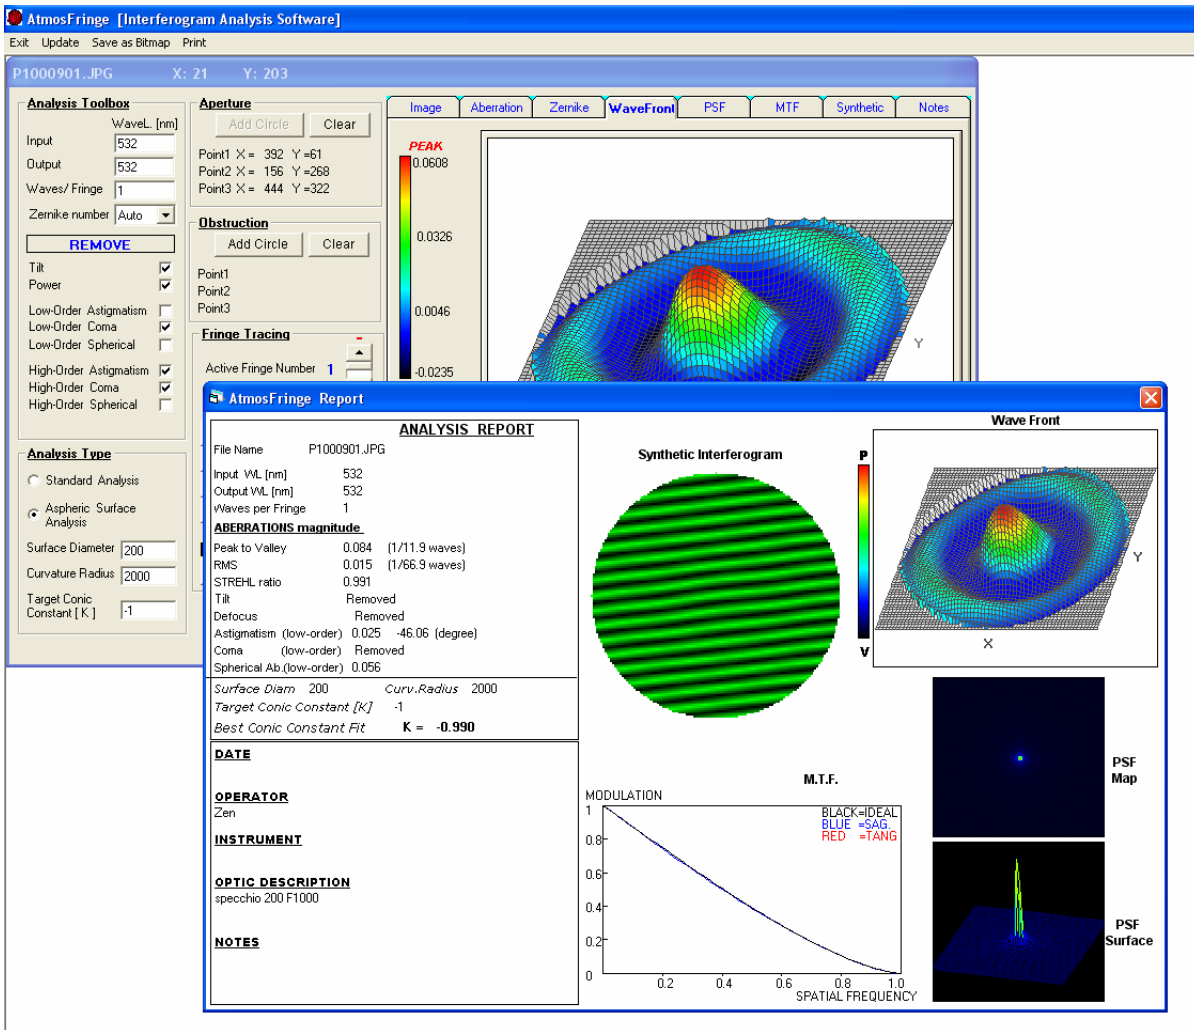 AtmosFringe [Interferogram Analysis Software]
Exit Update Save as Bitmap Print
P1000901.JPG X: 21 Y: 203
Analysis Toolbox
WaveL. [nm]
Input 532
Output 532
Waves/ Fringe 1
Zernike number Auto
REMOVE
Tilt
Power
Low-Order Astigmatism
Low-Order Coma
Low-Order Spherical
High-Order Astigmatism
High-Order Coma
High-Order Spherical
Analysis Type
Standard Analysis
Aspheric Surface
Analysis
Surface Diameter 200
Curvature Radius 2000
Target Conic
Constant [ K ] -1
Aperture
Add Circle Clear
Point1 X = 392 Y =61
Point2 X = 156 Y =268
Point3 X = 444 Y =322
Obstruction
Add Circle Clear
Point1
Point2
Point3
Fringe Tracing
-
Active Fringe Number 1
Image Aberration Zernike WaveFront PSF MTF Synthetic Notes
PEAK
0.0608
0.0326
0.0046
-0.0235
Y
AtmosFringe Report
ANALYSIS REPORT
File Name P1000901.JPG
Input WL [nm] 532
Output WL [nm] 532
Waves per Fringe 1
ABERRATIONS magnitude
Peak to Valley 0.084 (1/11.9 waves)
RMS 0.015 (1/66.9 waves)
STREHL ratio 0.991
Tilt Removed
Defocus Removed
Astigmatism (low-order) 0.025 -46.06 (degree)
Coma (low-order) Removed
Spherical Ab.(low-order) 0.056
Surface Diam 200 Curv.Radius 2000
Target Conic Constant [K] -1
Best Conic Constant Fit K = -0.990
DATE
OPERATOR
Zen
INSTRUMENT
OPTIC DESCRIPTION
specchio 200 F1000
NOTES
Synthetic Interferogram
Wave Front
P
V
Y
X
PSF
Map
PSF
Surface
M.T.F.
MODULATION
BLACK=IDEAL
BLUE =SAG.
RED =TANG
1
0.8
0.6
0.4
0.2
0
0.2 0.4 0.6 0.8 1.0
SPATIAL FREQUENCY